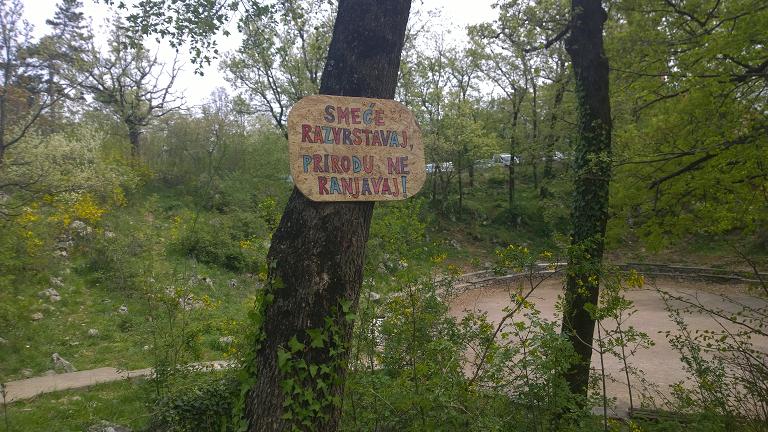 SMEĆE
RAZVRSTAVAJ,
PRIRODU NE
RANJAVAJ!